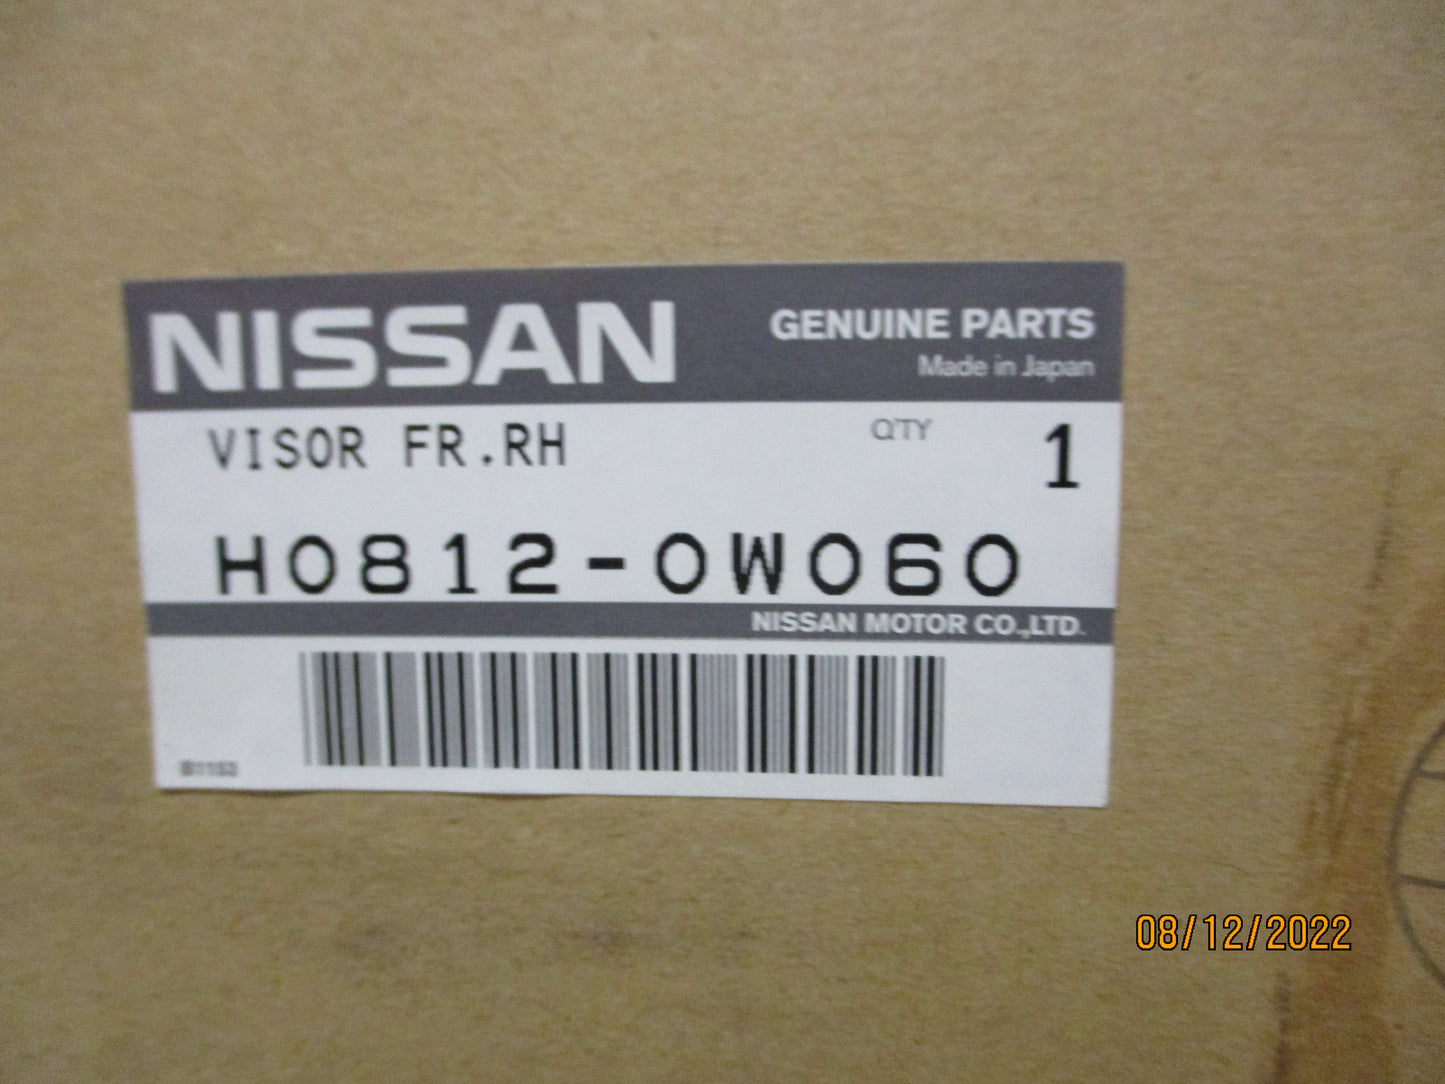 NISSAN
GENUINE PARTS
Made in Japan
VISOR FR.RH
Q'TY 1
H0812-0W060
NISSAN MOTOR CO.,LTD.
08/12/2022